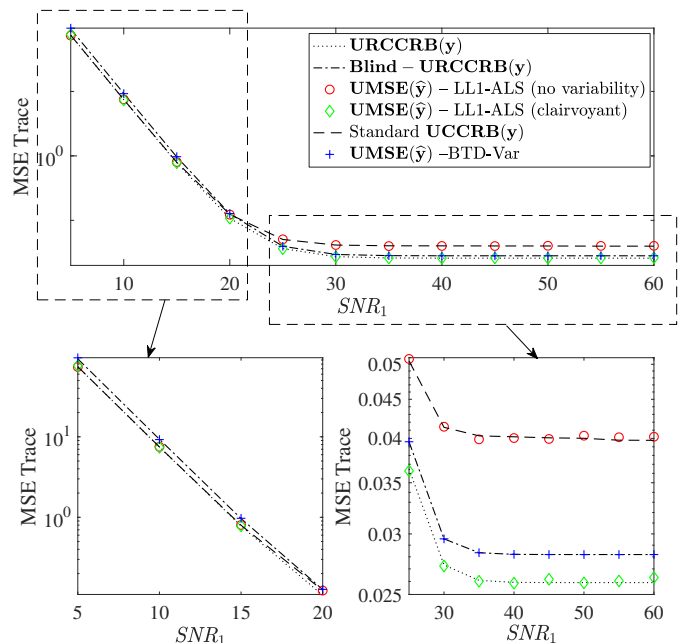 URCCRB(y)
Blind − URCCRB(y)
UMSE(ŷ) – LL1-ALS (no variability)
UMSE(ŷ) – LL1-ALS (clairvoyant)
Standard UCCRB(y)
UMSE(ŷ) –BTD-Var
MSE Trace
10⁰
10
20
30
40
50
60
SNR₁
MSE Trace
10¹
10⁰
5
10
15
20
SNR₁
MSE Trace
0.05
0.045
0.04
0.035
0.03
0.025
30
40
50
60
SNR₁